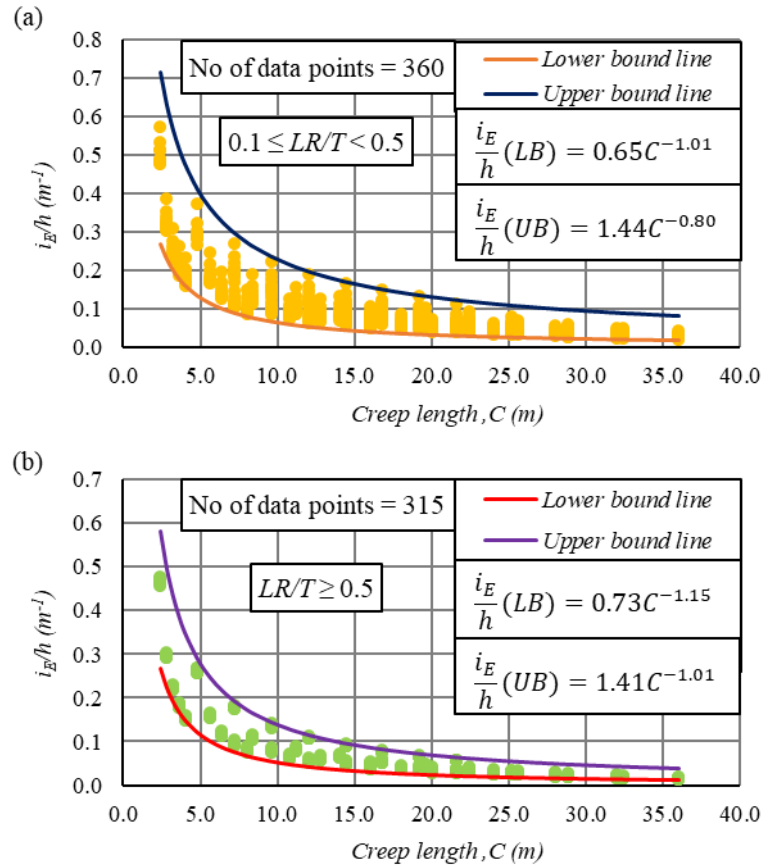 (a)
0.8
0.7
0.6
0.5
0.4
0.3
0.2
0.1
0.0
i_E/h (m⁻¹)
No of data points = 360
0.1 ≤ LR/T < 0.5
Lower bound line
Upper bound line
i_E/h (LB) = 0.65C^{-1.01}
i_E/h (UB) = 1.44C^{-0.80}
0.0 5.0 10.0 15.0 20.0 25.0 30.0 35.0 40.0
Creep length, C (m)
(b)
0.7
0.6
0.5
0.4
0.3
0.2
0.1
0.0
i_E/h (m⁻¹)
No of data points = 315
LR/T ≥ 0.5
Lower bound line
Upper bound line
i_E/h (LB) = 0.73C^{-1.15}
i_E/h (UB) = 1.41C^{-1.01}
0.0 5.0 10.0 15.0 20.0 25.0 30.0 35.0 40.0
Creep length, C (m)